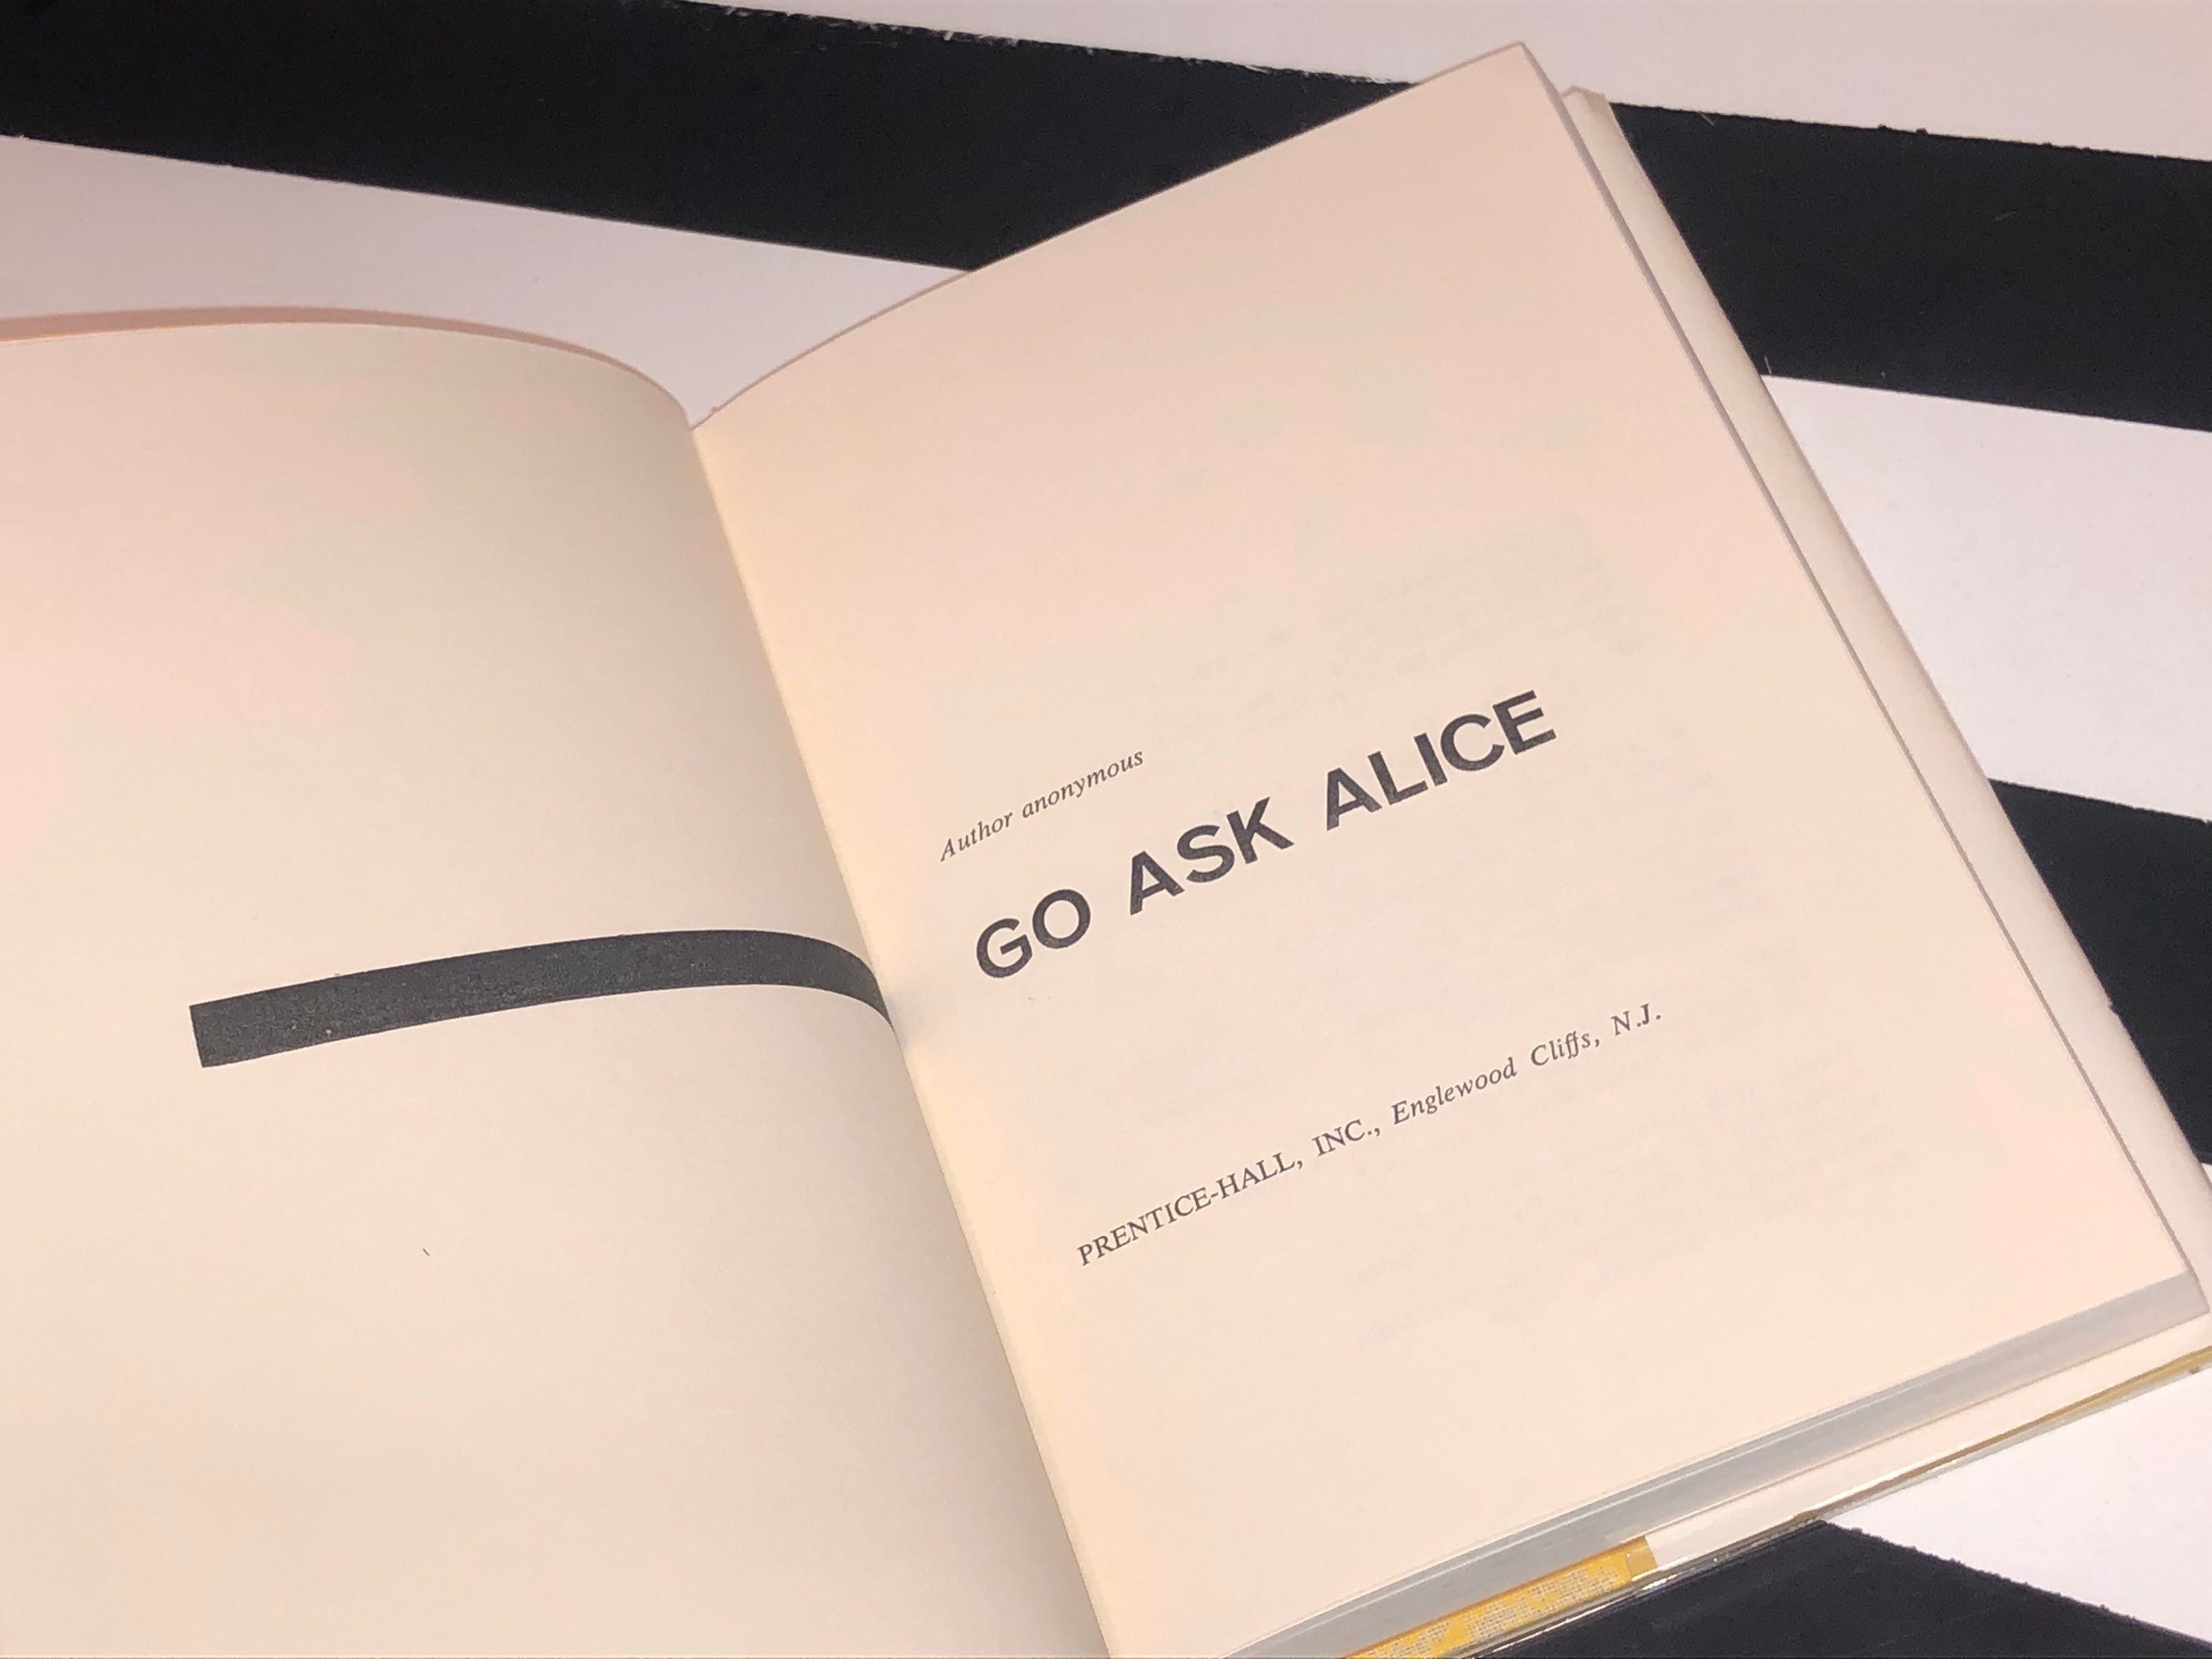 Author anonymous
GO ASK ALICE
PRENTICE-HALL, INC., Englewood Cliffs, N.J.